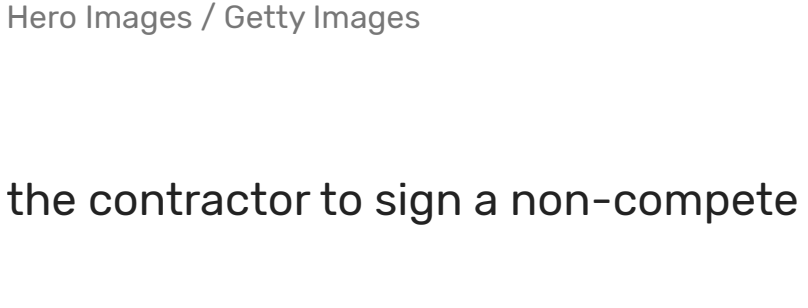 Hero Images / Getty Images
the contractor to sign a non-compete